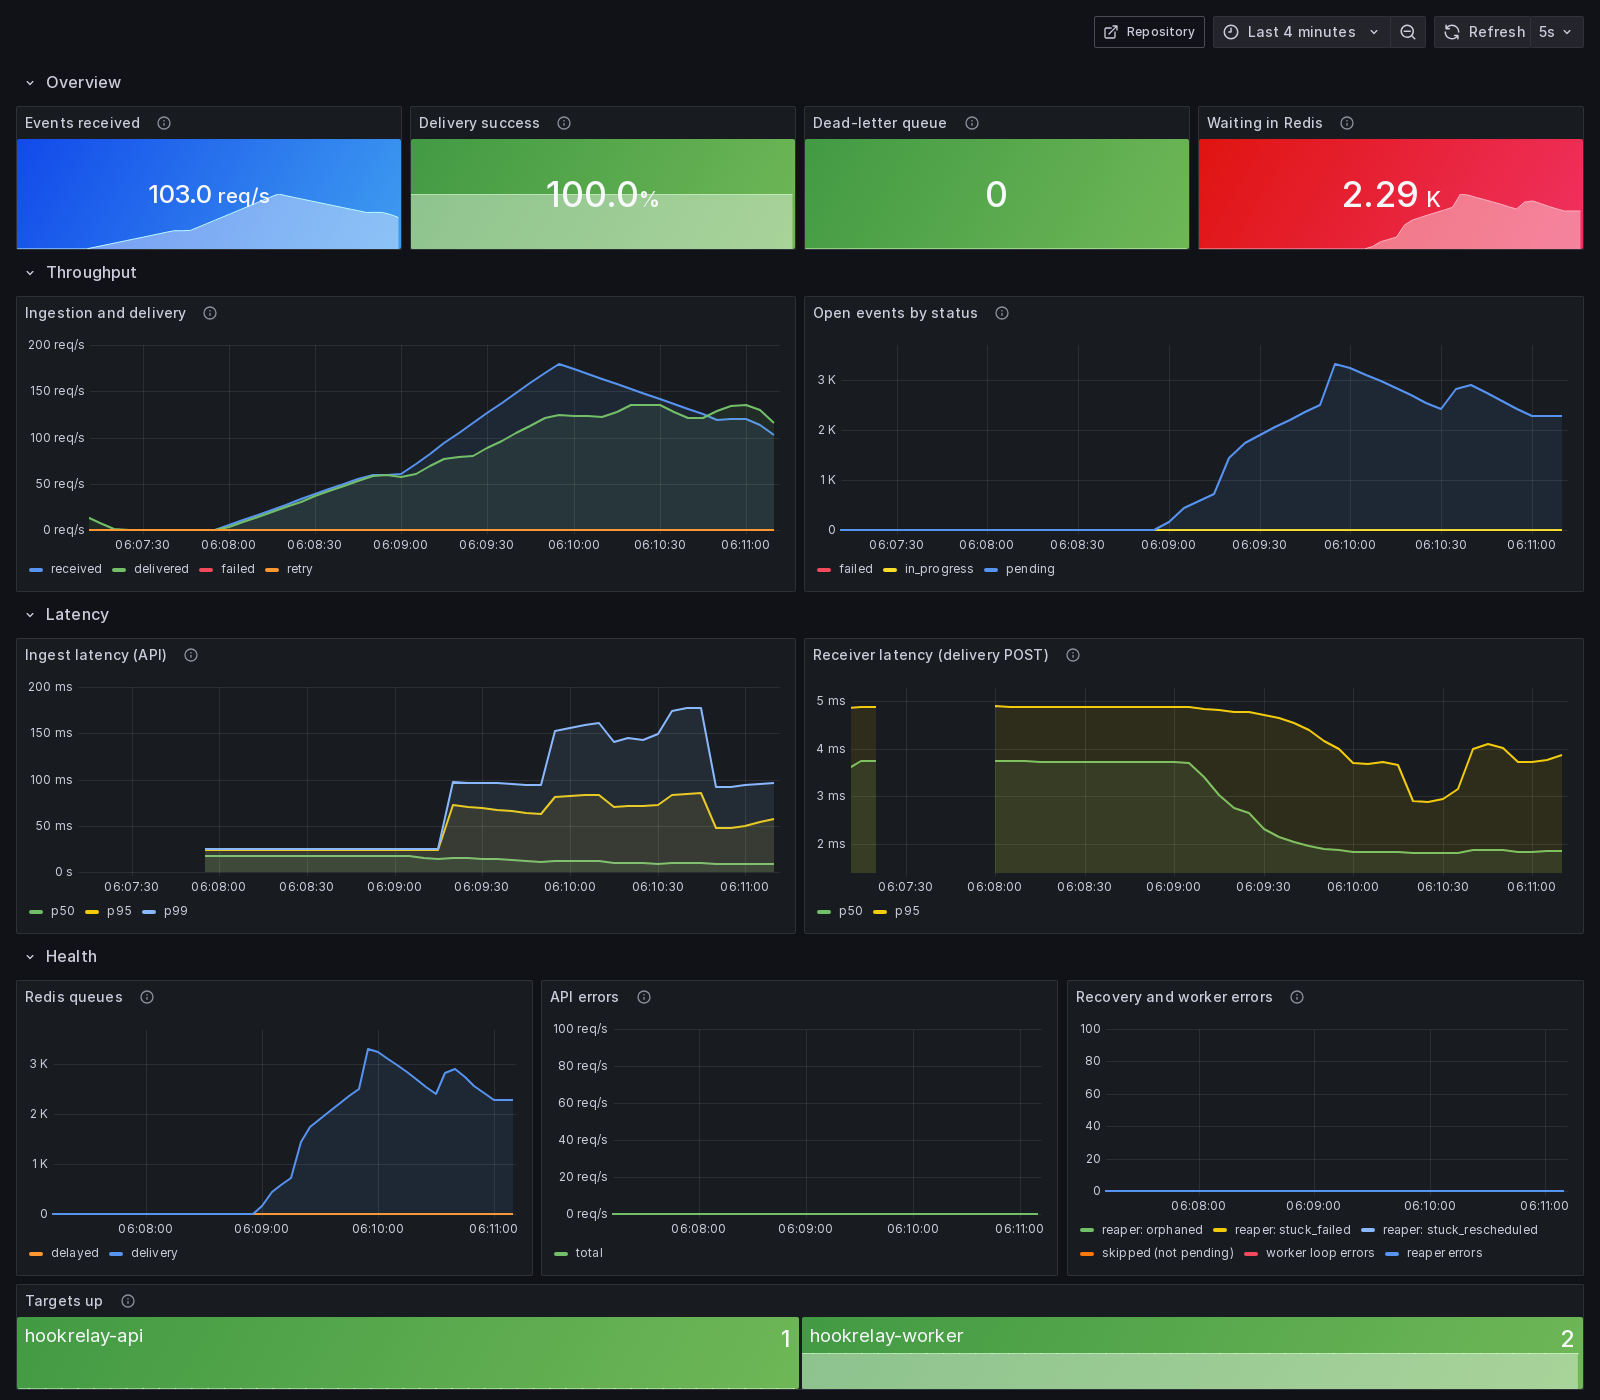 Repository Last 4 minutes Refresh 5s
Overview
Events received Delivery success Dead-letter queue Waiting in Redis
103.0 req/s 100.0% 0 2.29 K
Throughput
Ingestion and delivery
200 req/s
150 req/s
100 req/s
50 req/s
0 req/s
06:07:30 06:08:00 06:08:30 06:09:00 06:09:30 06:10:00 06:10:30 06:11:00
received delivered failed retry
Open events by status
3 K
2 K
1 K
0
06:07:30 06:08:00 06:08:30 06:09:00 06:09:30 06:10:00 06:10:30 06:11:00
failed in_progress pending
Latency
Ingest latency (API)
200 ms
150 ms
100 ms
50 ms
0 s
06:07:30 06:08:00 06:08:30 06:09:00 06:09:30 06:10:00 06:10:30 06:11:00
p50 p95 p99
Receiver latency (delivery POST)
5 ms
4 ms
3 ms
2 ms
06:07:30 06:08:00 06:08:30 06:09:00 06:09:30 06:10:00 06:10:30 06:11:00
p50 p95
Health
Redis queues
3 K
2 K
1 K
0
06:08:00 06:09:00 06:10:00 06:11:00
delayed delivery
API errors
100 req/s
80 req/s
60 req/s
40 req/s
20 req/s
0 req/s
06:08:00 06:09:00 06:10:00 06:11:00
total
Recovery and worker errors
100
80
60
40
20
0
06:08:00 06:09:00 06:10:00 06:11:00
reaper: orphaned reaper: stuck_failed reaper: stuck_rescheduled
skipped (not pending) worker loop errors reaper errors
Targets up
hookrelay-api 1 hookrelay-worker 2